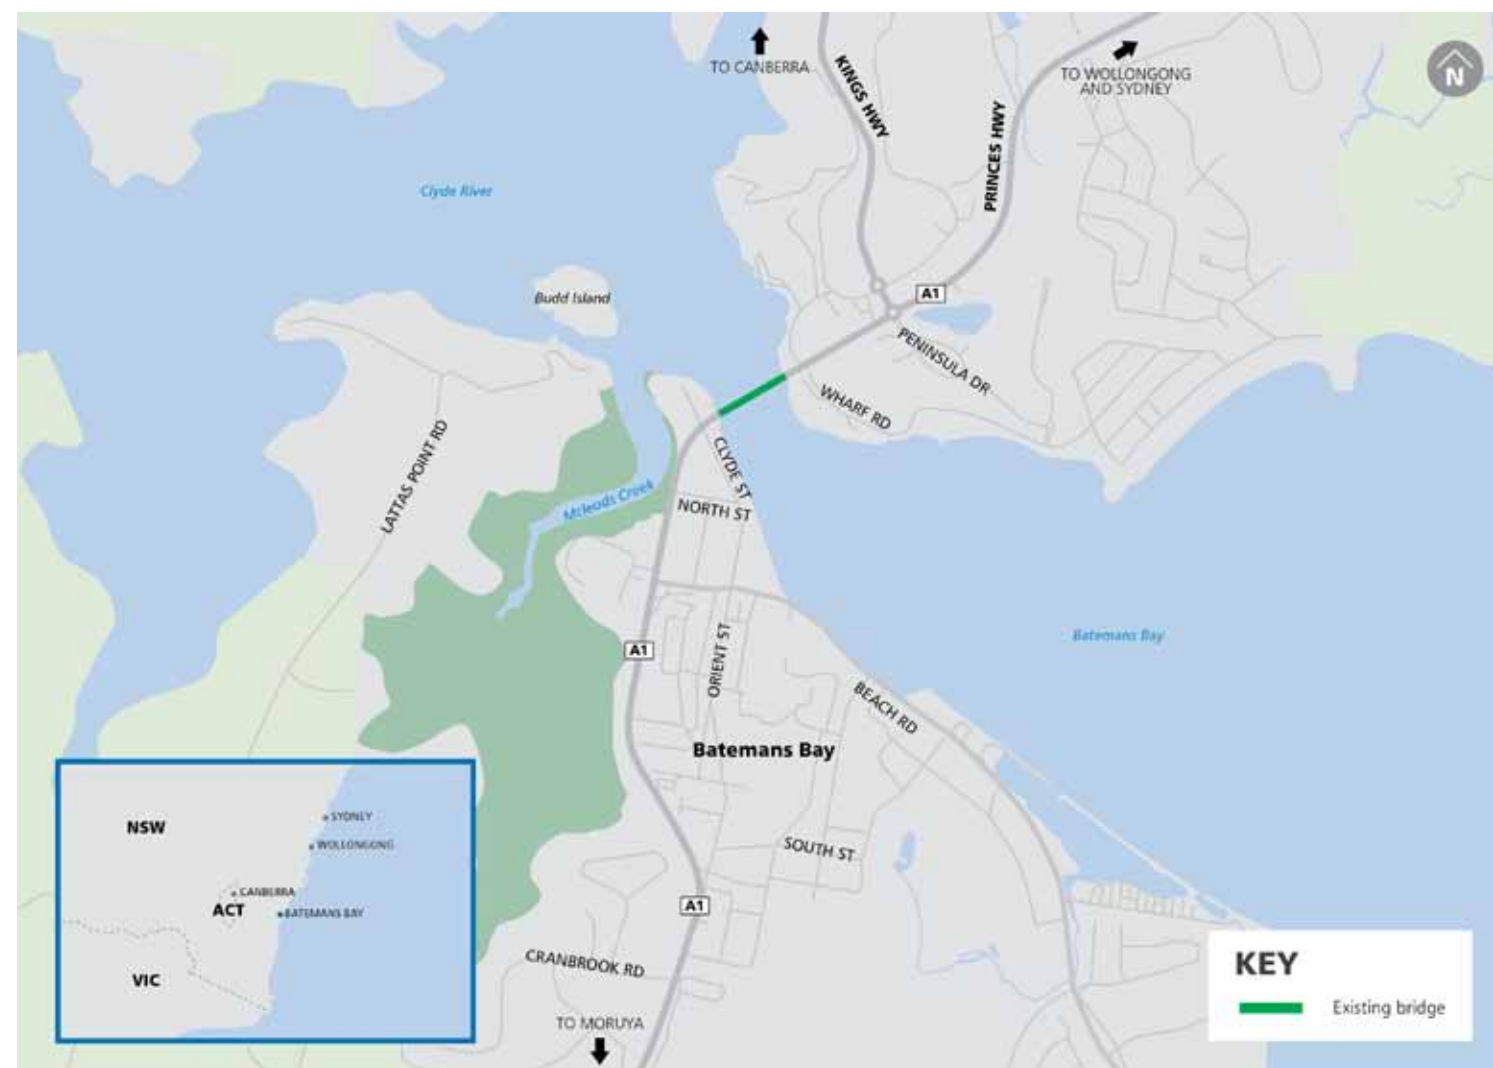 TO CANBERRA
KINGS HWY
PRINCES HWY
TO WOLLONGONG
AND SYDNEY
N
Clyde River
Budd Island
A1
PENINSULA DR
WHARF RD
LATTAS POINT RD
CLYDE ST
Mcleods Creek
NORTH ST
A1
ORIENT ST
Batemans Bay
BEACH RD
Batemans Bay
SOUTH ST
A1
CRANBROOK RD
TO MORUYA
NSW
SYDNEY
WOLLONGONG
CANBERRA
ACT
BATEMANS BAY
VIC
KEY
Existing bridge